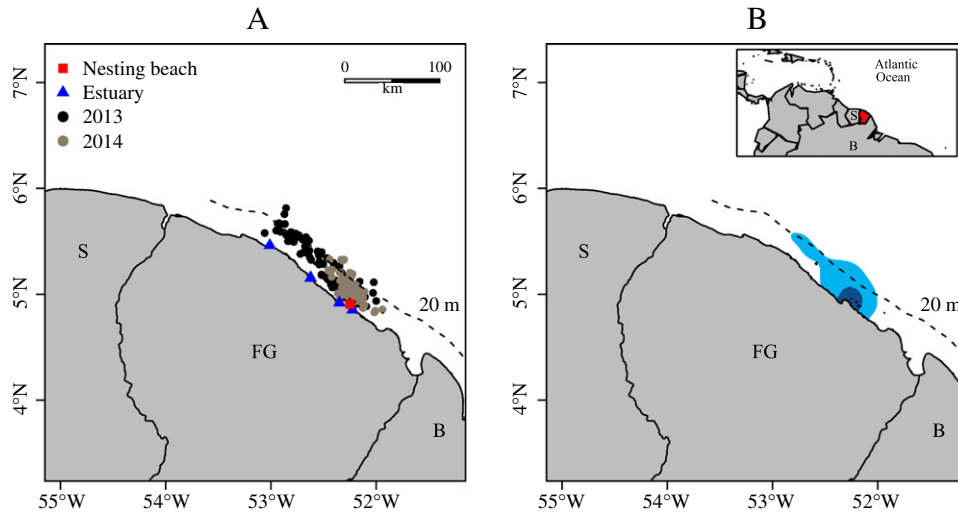 A
B
Nesting beach
Estuary
2013
2014
0 100
km
7°N
6°N
5°N
4°N
S
FG
B
20 m
55°W 54°W 53°W 52°W
Atlantic
Ocean
S
B
7°N
6°N
5°N
4°N
S
FG
B
20 m
55°W 54°W 53°W 52°W